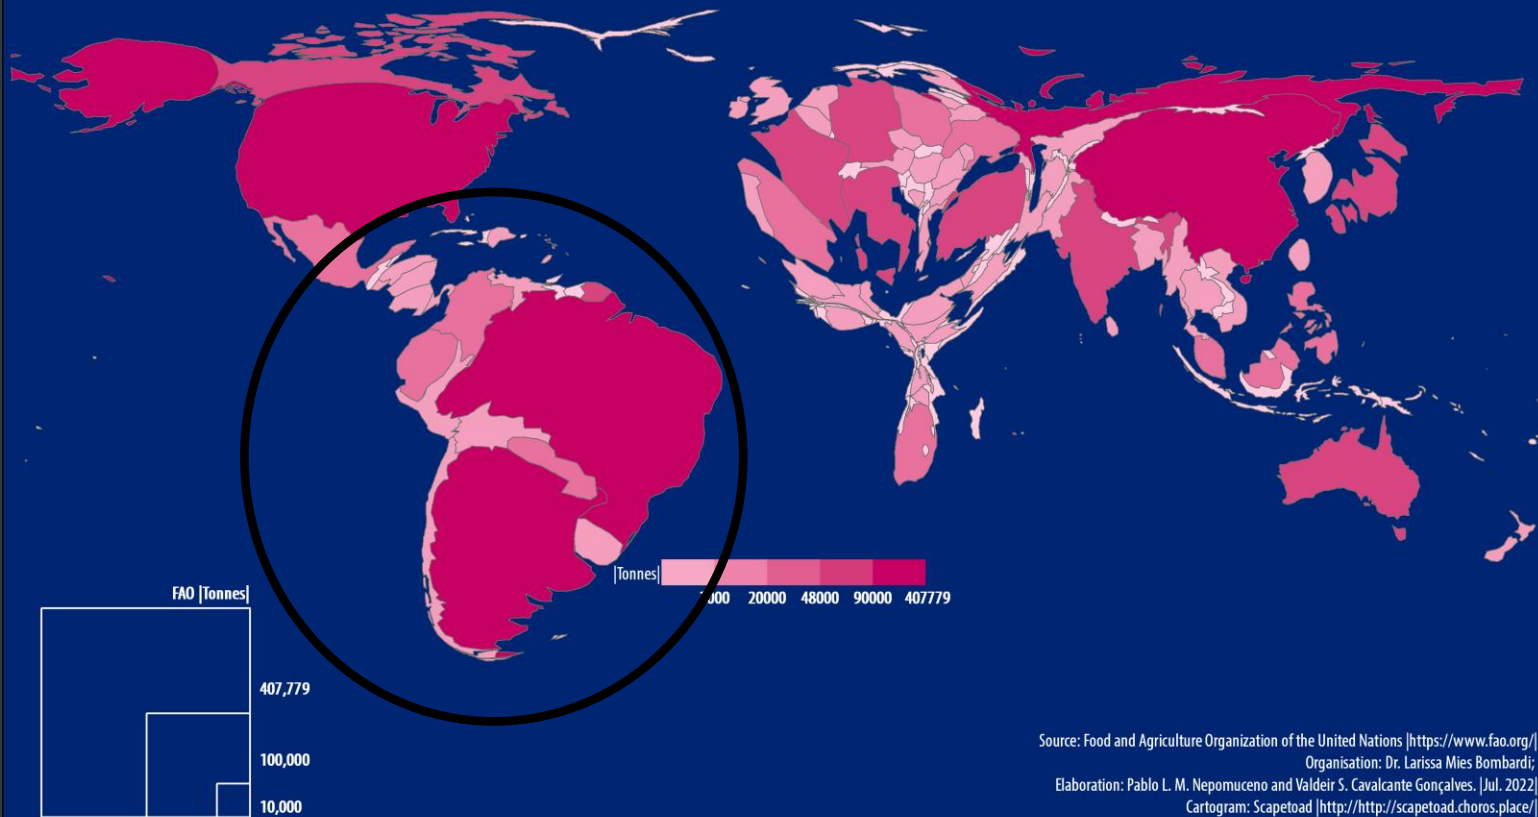 |Tonnes|
20000 48000 90000 407779
FAO |Tonnes|
407,779
100,000
10,000
Source: Food and Agriculture Organization of the United Nations |https://www.fao.org/|
Organisation: Dr. Larissa Mies Bombardi;
Elaboration: Pablo L. M. Nepomuceno and Valdeir S. Cavalcante Gonçalves. |Jul. 2022|
Cartogram: Scapetoad |http://http://scapetoad.choros.place/|